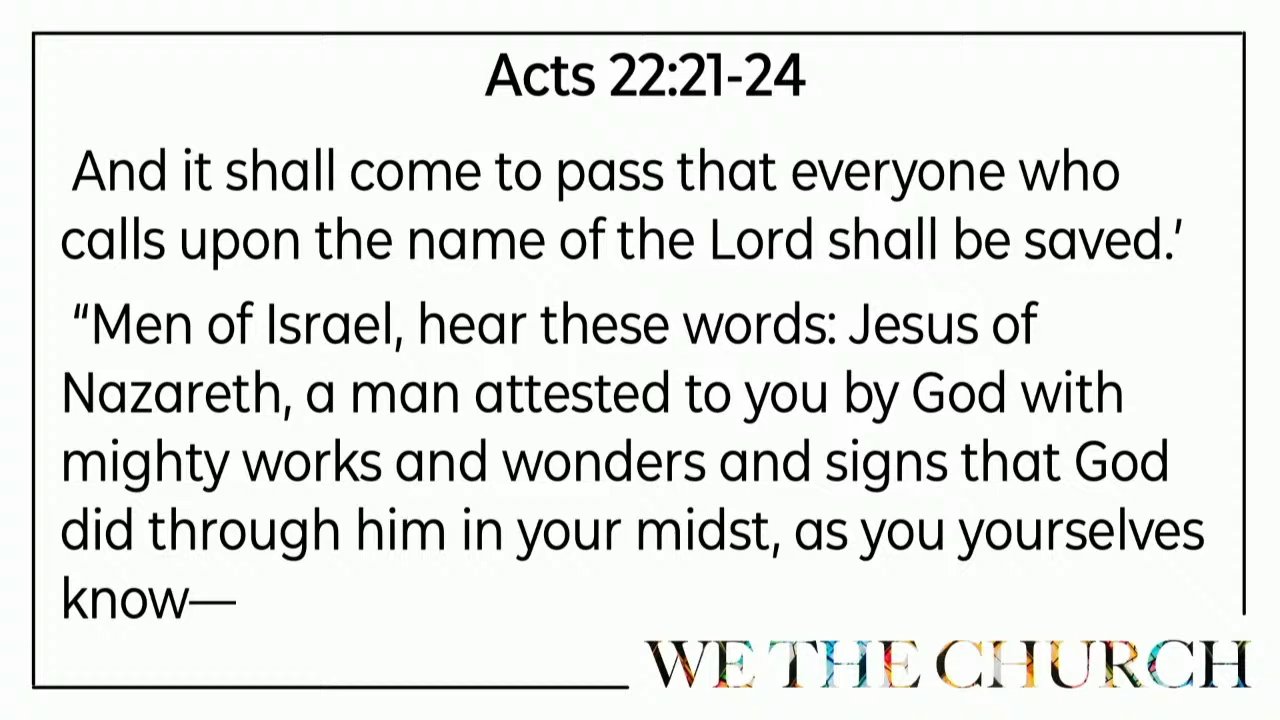 Acts 22:21-24
And it shall come to pass that everyone who
calls upon the name of the Lord shall be saved.’
“Men of Israel, hear these words: Jesus of
Nazareth, a man attested to you by God with
mighty works and wonders and signs that God
did through him in your midst, as you yourselves
know—
WE THE CHURCH